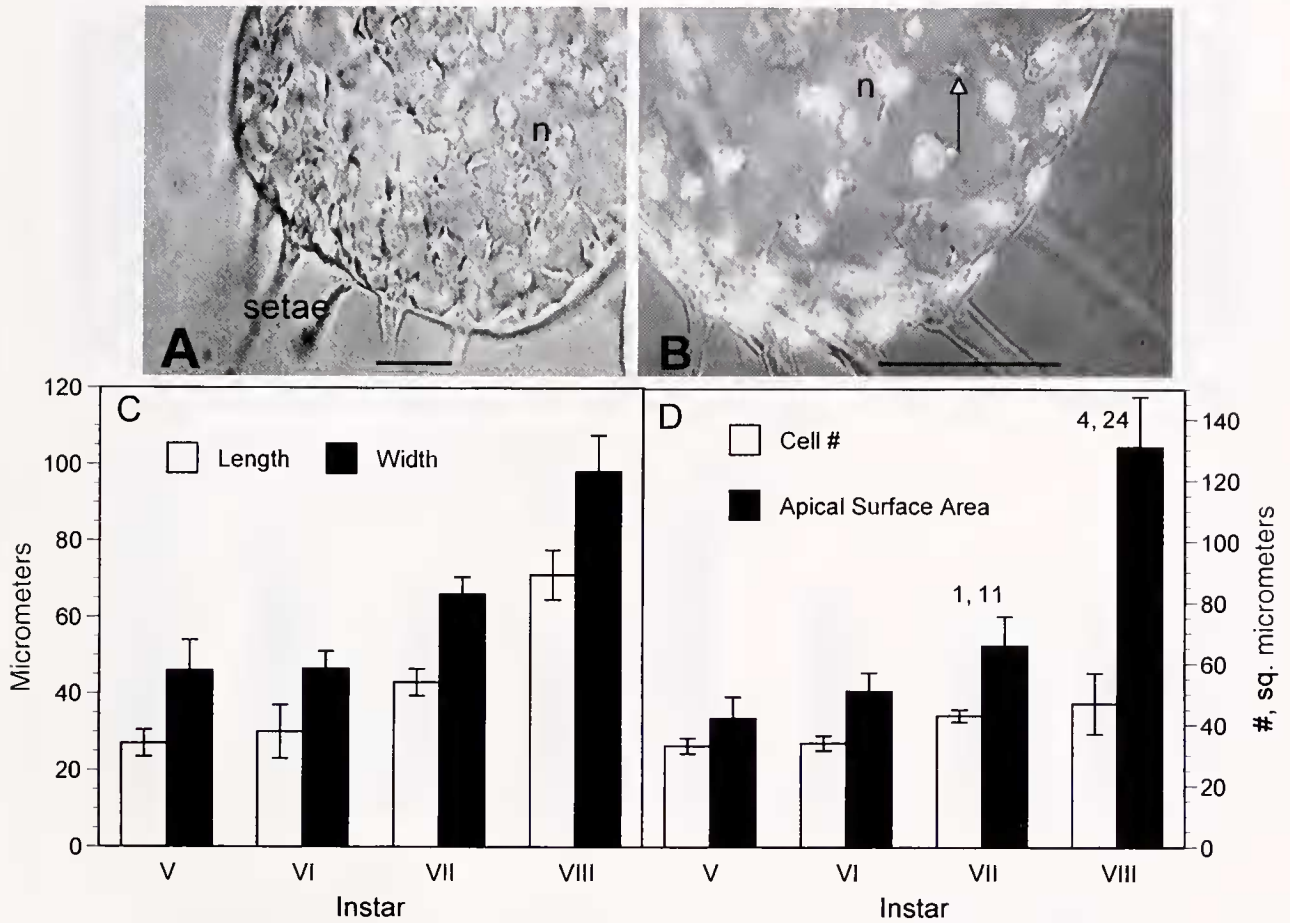 n
setae
A
n
B
C
Length
Width
Micrometers
120
100
80
60
40
20
0
V
VI
VII
VIII
Instar
D
Cell #
Apical Surface Area
1, 11
4, 24
140
120
100
80
60
40
20
0
#, sq. micrometers
V
VI
VII
VIII
Instar